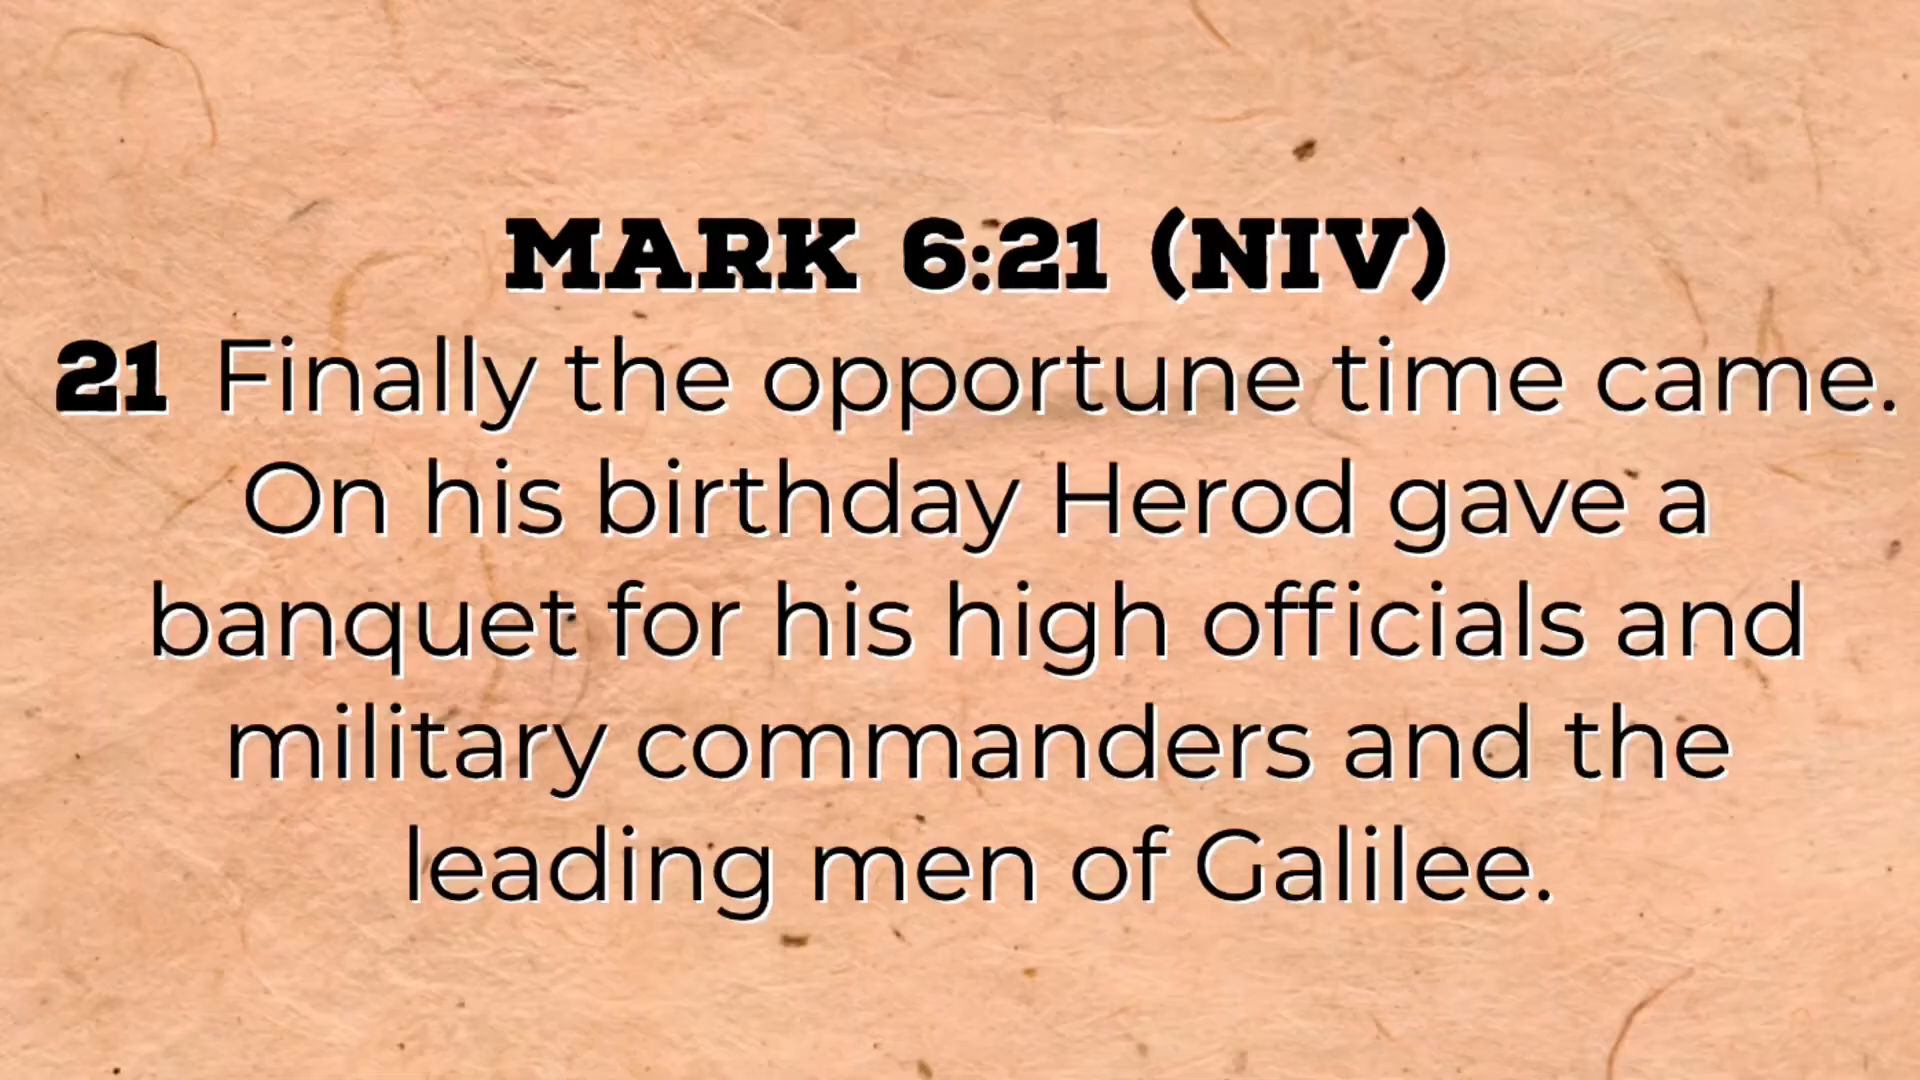 MARK 6:21 (NIV)
21 Finally the opportune time came.
On his birthday Herod gave a
banquet for his high officials and
military commanders and the
leading men of Galilee.